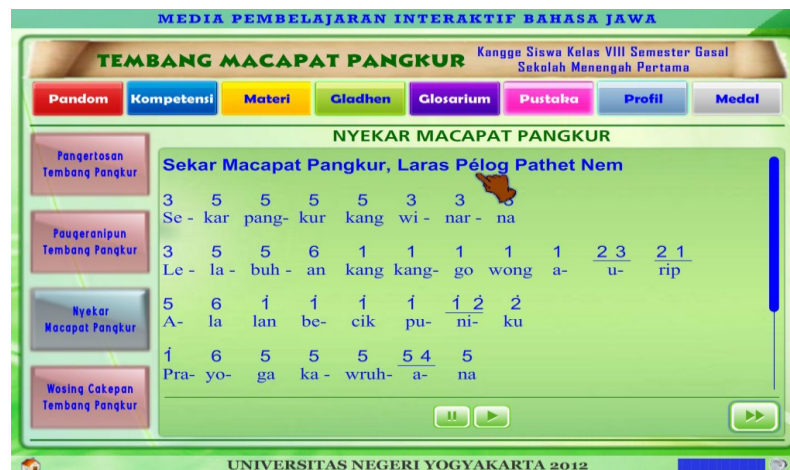 MEDIA PEMBELAJARAN INTERAKTIF BAHASA JAWA
TEMBANG MACAPAT PANGKUR
Kangge Siswa Kelas VIII Semester Gasal
Sekolah Menengah Pertama
Pandom Kompetensi Materi Gladhen Glosarium Pustaka Profil Medal
NYEKAR MACAPAT PANGKUR
Pangertosan
Tembang Pangkur
Paugeranipun
Tembang Pangkur
Nyekar
Macapat Pangkur
Wosing Cakepan
Tembang Pangkur
Sekar Macapat Pangkur, Laras Pélog Pathet Nem
3 5 5 5 5 3 3 3
Se - kar pang- kur kang wi - nar - na
3 5 5 6 1 1 1 1 1 2 3 2 1
Le - la - buh - an kang kang- go wong a- u- rip
5 6 1̇ 1̇ 1̇ 1̇ 1̇ 2̇ 2̇
A- la lan be- cik pu- ni- ku
1̇ 6 5 5 5 5 4 5
Pra- yo- ga ka - wruh- a- na
UNIVERSITAS NEGERI YOGYAKARTA 2012